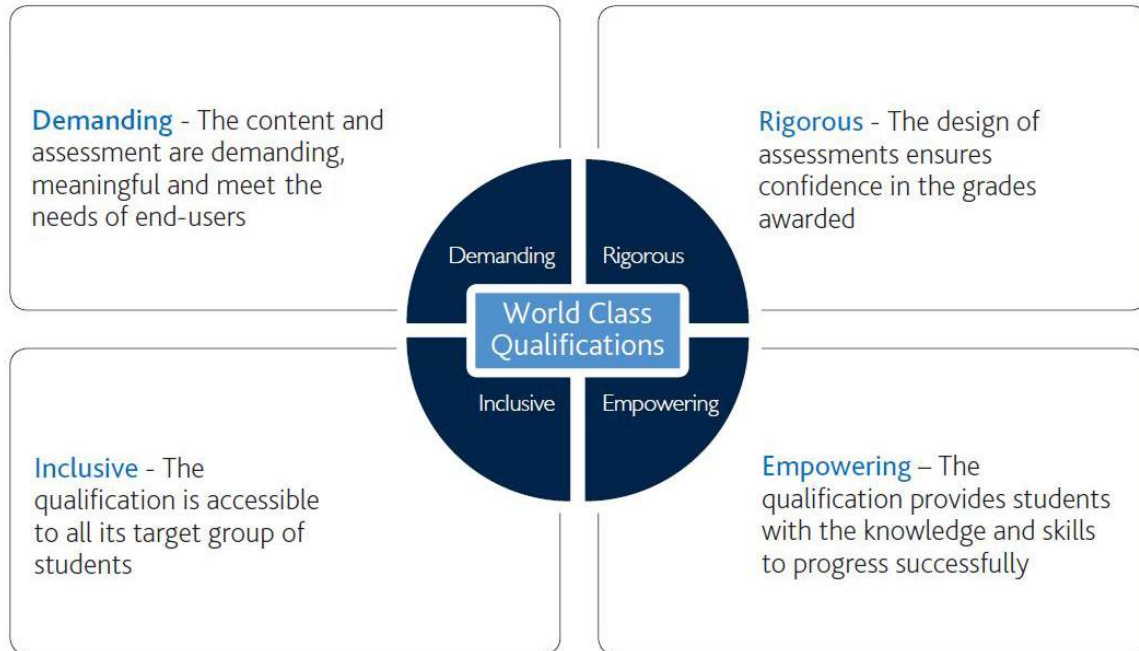 Demanding - The content and
assessment are demanding,
meaningful and meet the
needs of end-users
Rigorous - The design of
assessments ensures
confidence in the grades
awarded
Demanding
Rigorous
World Class
Qualifications
Inclusive
Empowering
Inclusive - The
qualification is accessible
to all its target group of
students
Empowering – The
qualification provides students
with the knowledge and skills
to progress successfully